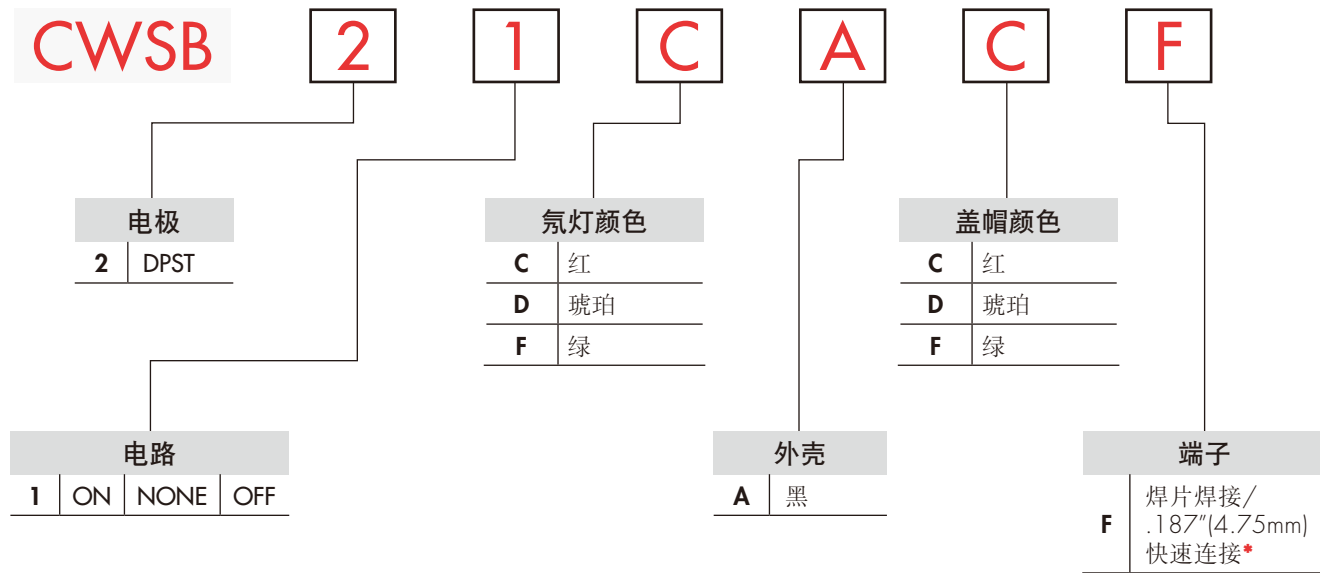 CWSB 2 1 C A C F
电极
2 DPST
氖灯颜色
C 红
D 琥珀
F 绿
盖帽颜色
C 红
D 琥珀
F 绿
电路
1 ON NONE OFF
外壳
A 黑
端子
F 焊片焊接/
.187"(4.75mm)
快速连接*